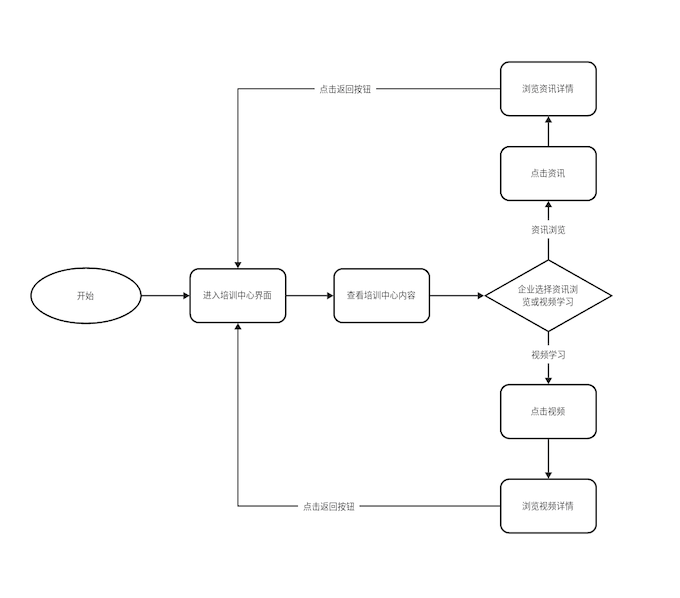 浏览资讯详情
点击返回按钮
点击资讯
资讯浏览
开始
进入培训中心界面
查看培训中心内容
企业选择资讯浏
览或视频学习
视频学习
点击视频
点击返回按钮
浏览视频详情